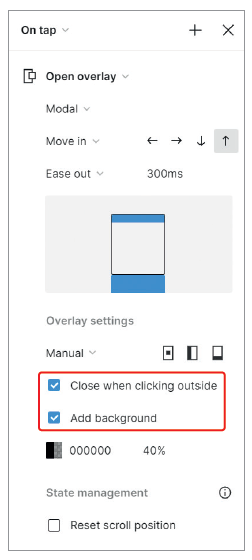 On tap
Open overlay
Modal
Move in
Ease out 300ms
Overlay settings
Manual
Close when clicking outside
Add background
000000 40%
State management
Reset scroll position